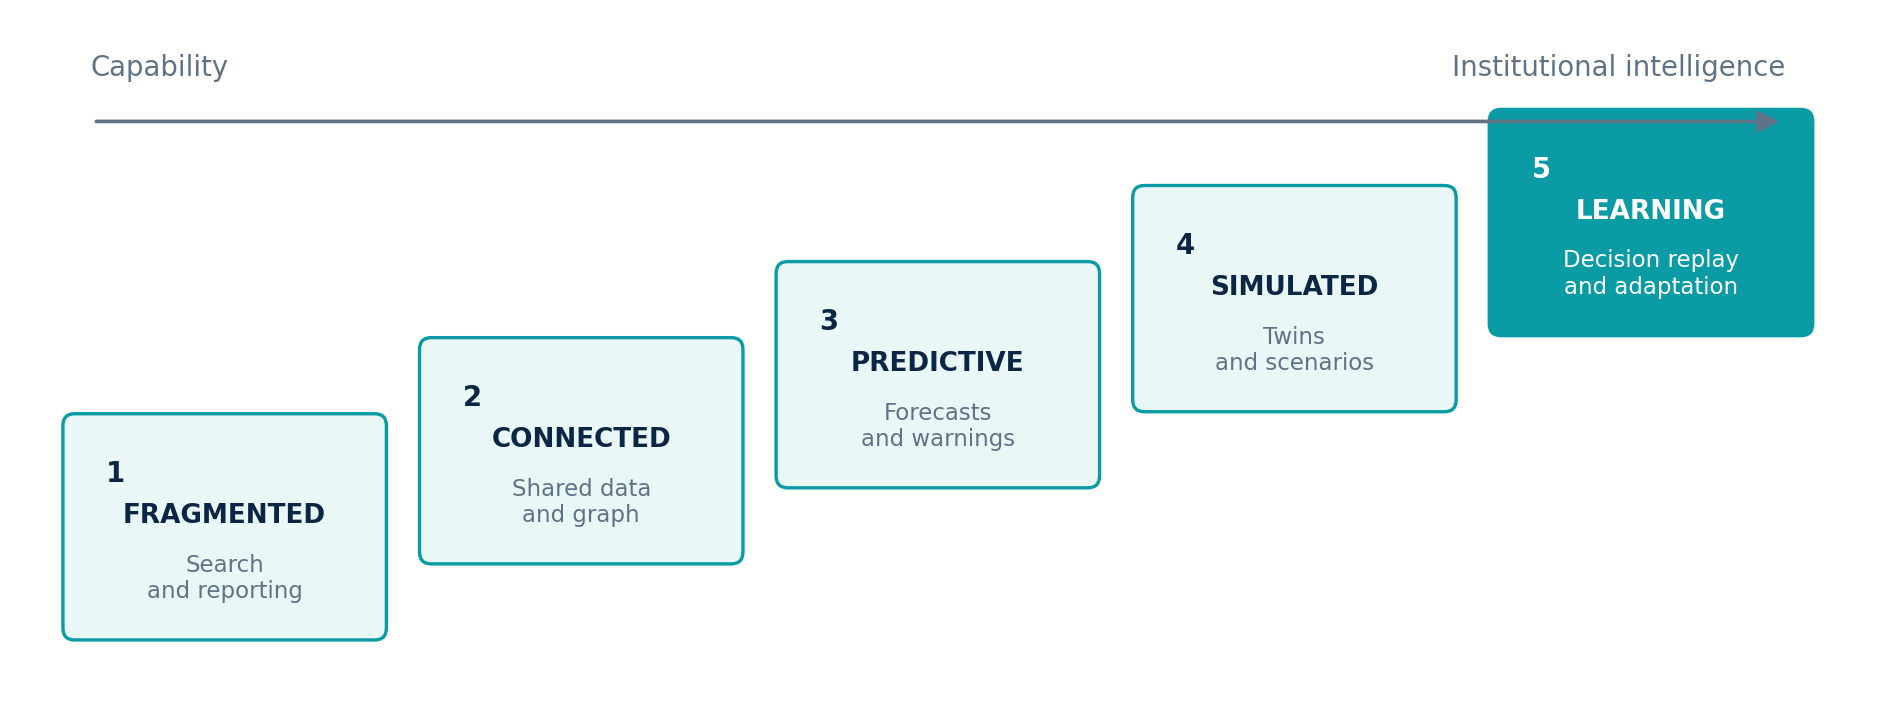 Capability
Institutional intelligence
1
FRAGMENTED
Search
and reporting
2
CONNECTED
Shared data
and graph
3
PREDICTIVE
Forecasts
and warnings
4
SIMULATED
Twins
and scenarios
5
LEARNING
Decision replay
and adaptation